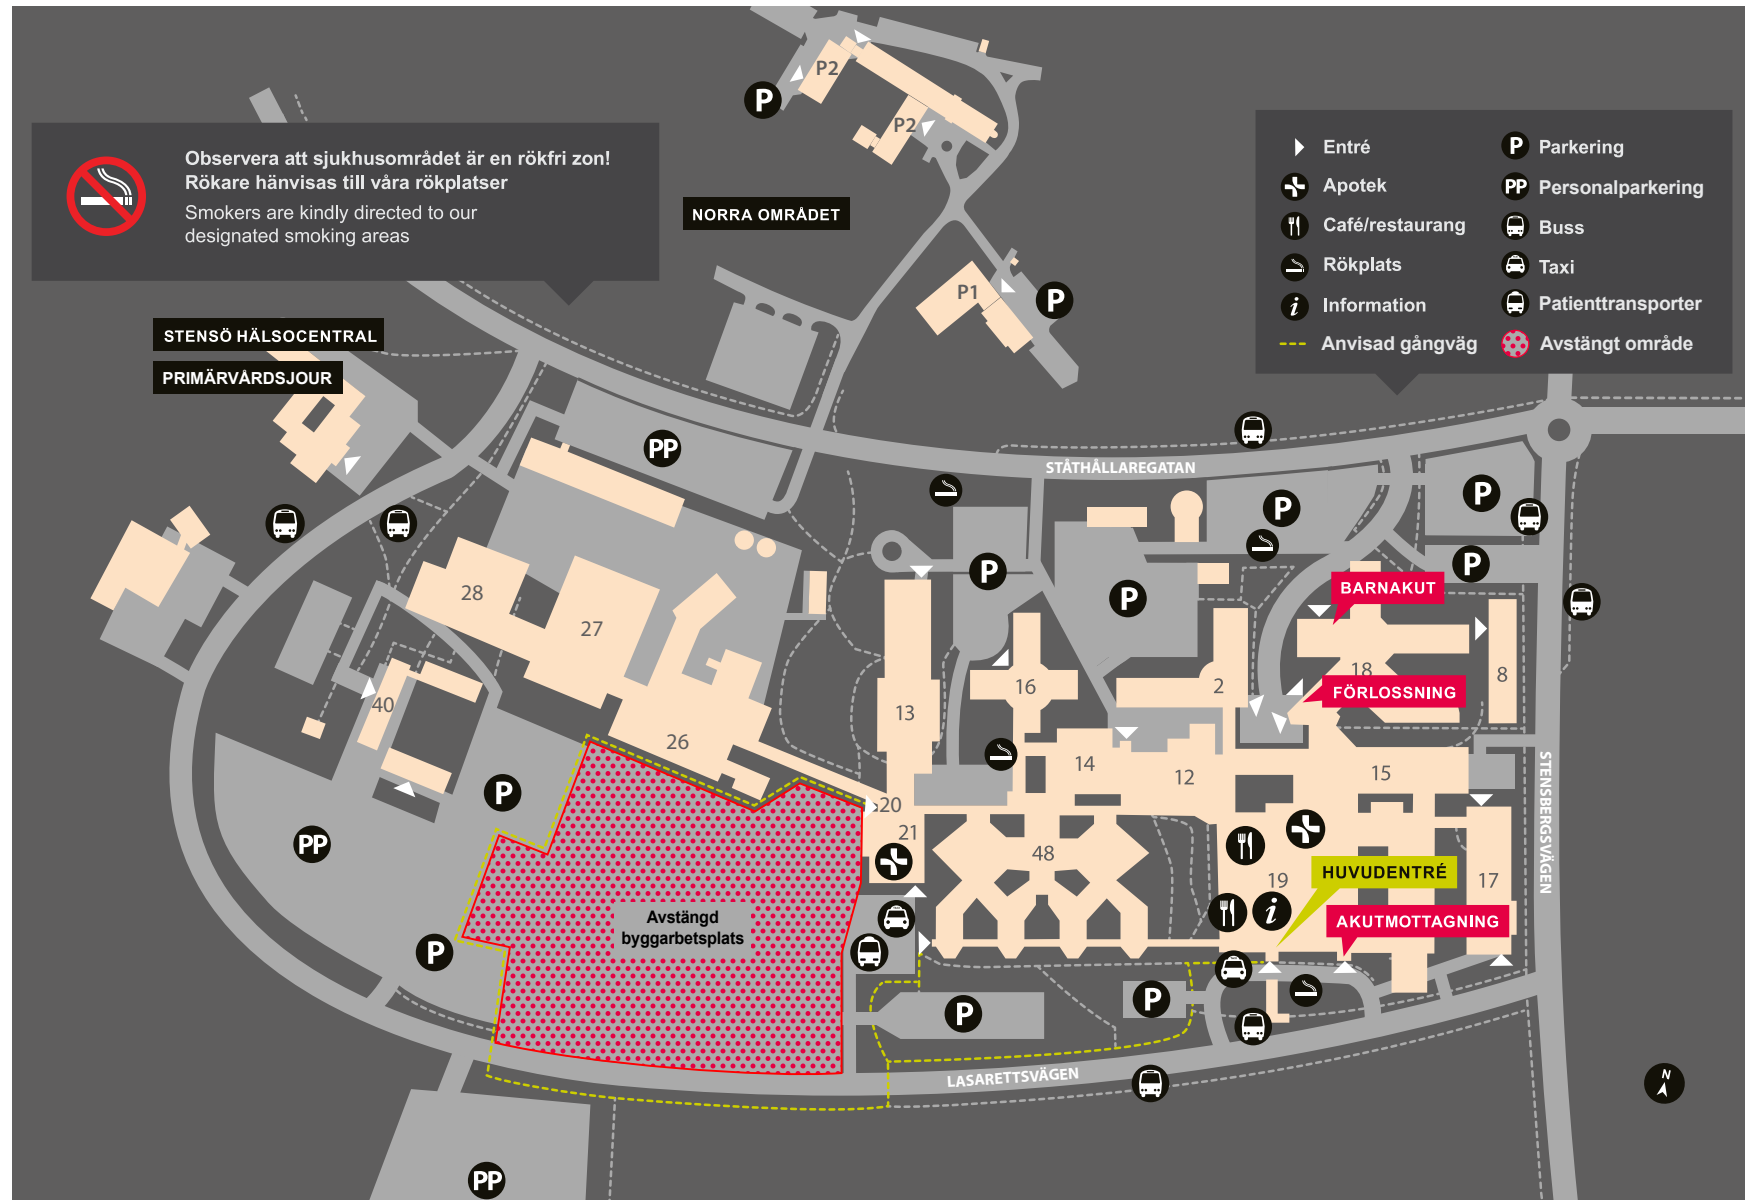 P2
P
P2
Observera att sjukhusområdet är en rökfri zon!
Rökare hänvisas till våra rökplatser
Smokers are kindly directed to our
designated smoking areas
NORRA OMRÅDET
Entré
Apotek
Café/restaurang
Rökplats
i Information
Anvisad gångväg
P Parkering
PP Personalparkering
Buss
Taxi
Patienttransporter
Avstängt område
P1
P
STENSÖ HÄLSOCENTRAL
PRIMÄRVÅRDSJOUR
PP
STÅTHÅLLAREGATAN
P
P
P
P
P
28
27
BARNAKUT
18
8
FÖRLOSSNING
2
16
40
13
26
14
12
15
STENSBERGSVÄGEN
P
20
21
PP
48
19
i
HUVUDENTRÉ
17
AKUTMOTTAGNING
Avstängd
byggarbetsplats
P
P
P
LASARETTSVÄGEN
N
PP